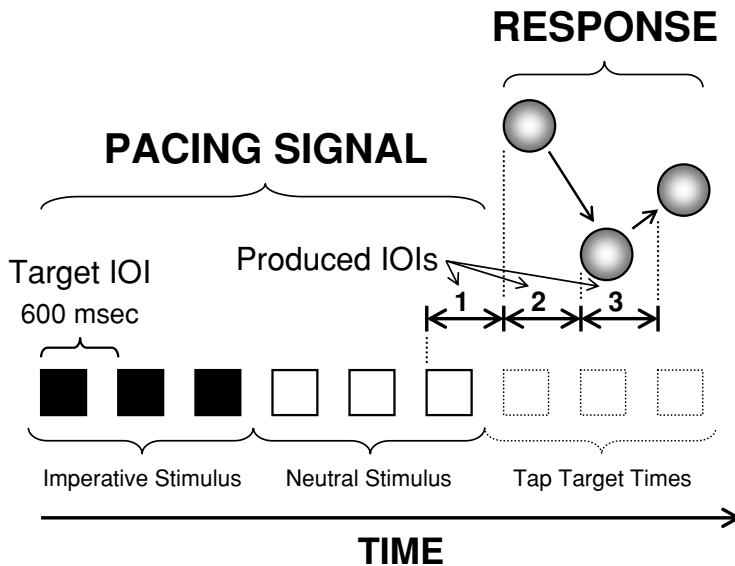 RESPONSE
PACING SIGNAL
Target IOI
600 msec
Produced IOIs
1 2 3
Imperative Stimulus Neutral Stimulus Tap Target Times
TIME